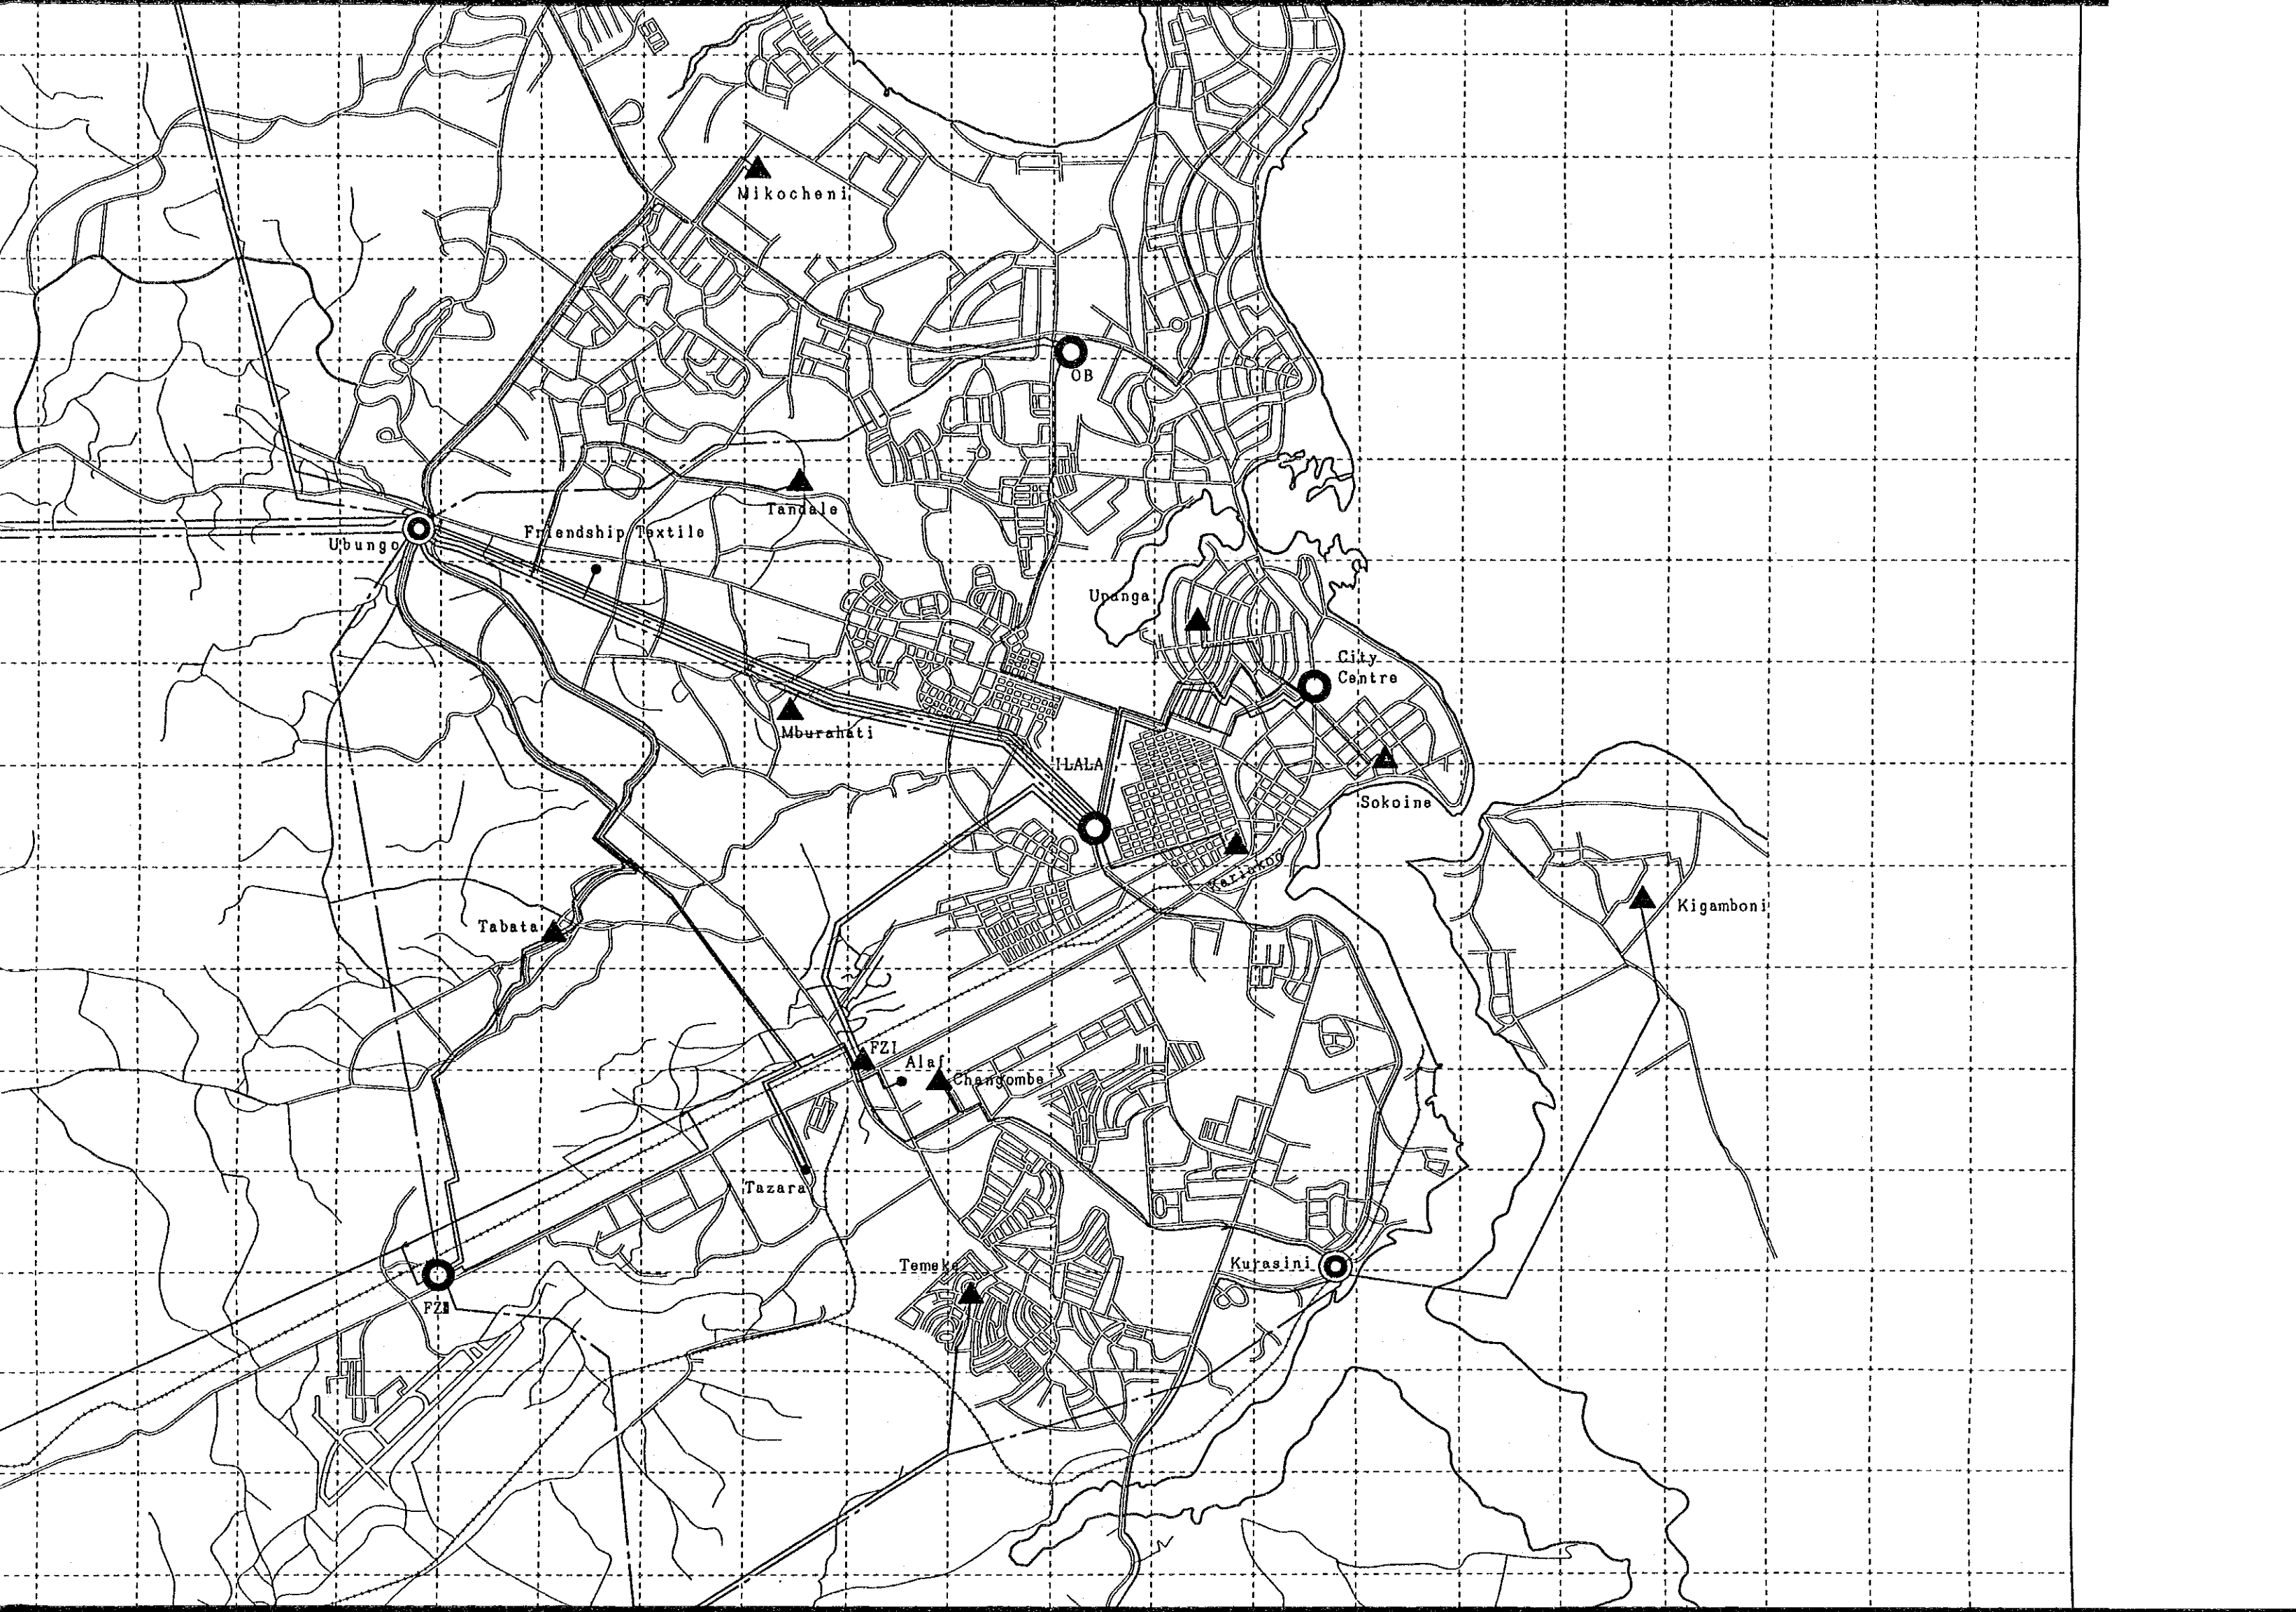 Mikocheni
OB
Tandale
Friendship Textile
Ubungo
Upanga
City
Centre
Mburahati
ILALA
Sokoine
Kariakoo
Kigamboni
Tabata
FZI
Alaf
Changombe
Tazara
Temeke
Kurasini